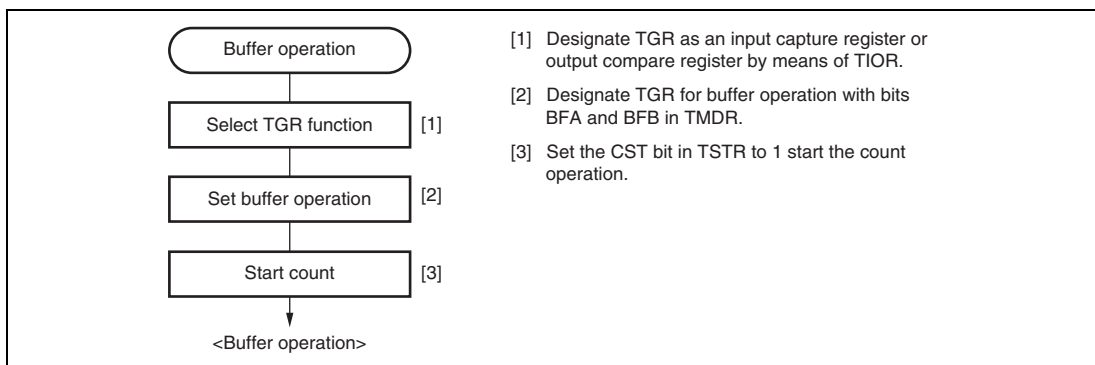 Buffer operation
Select TGR function
[1]
Set buffer operation
[2]
Start count
[3]
<Buffer operation>
[1] Designate TGR as an input capture register or
output compare register by means of TIOR.
[2] Designate TGR for buffer operation with bits
BFA and BFB in TMDR.
[3] Set the CST bit in TSTR to 1 start the count
operation.